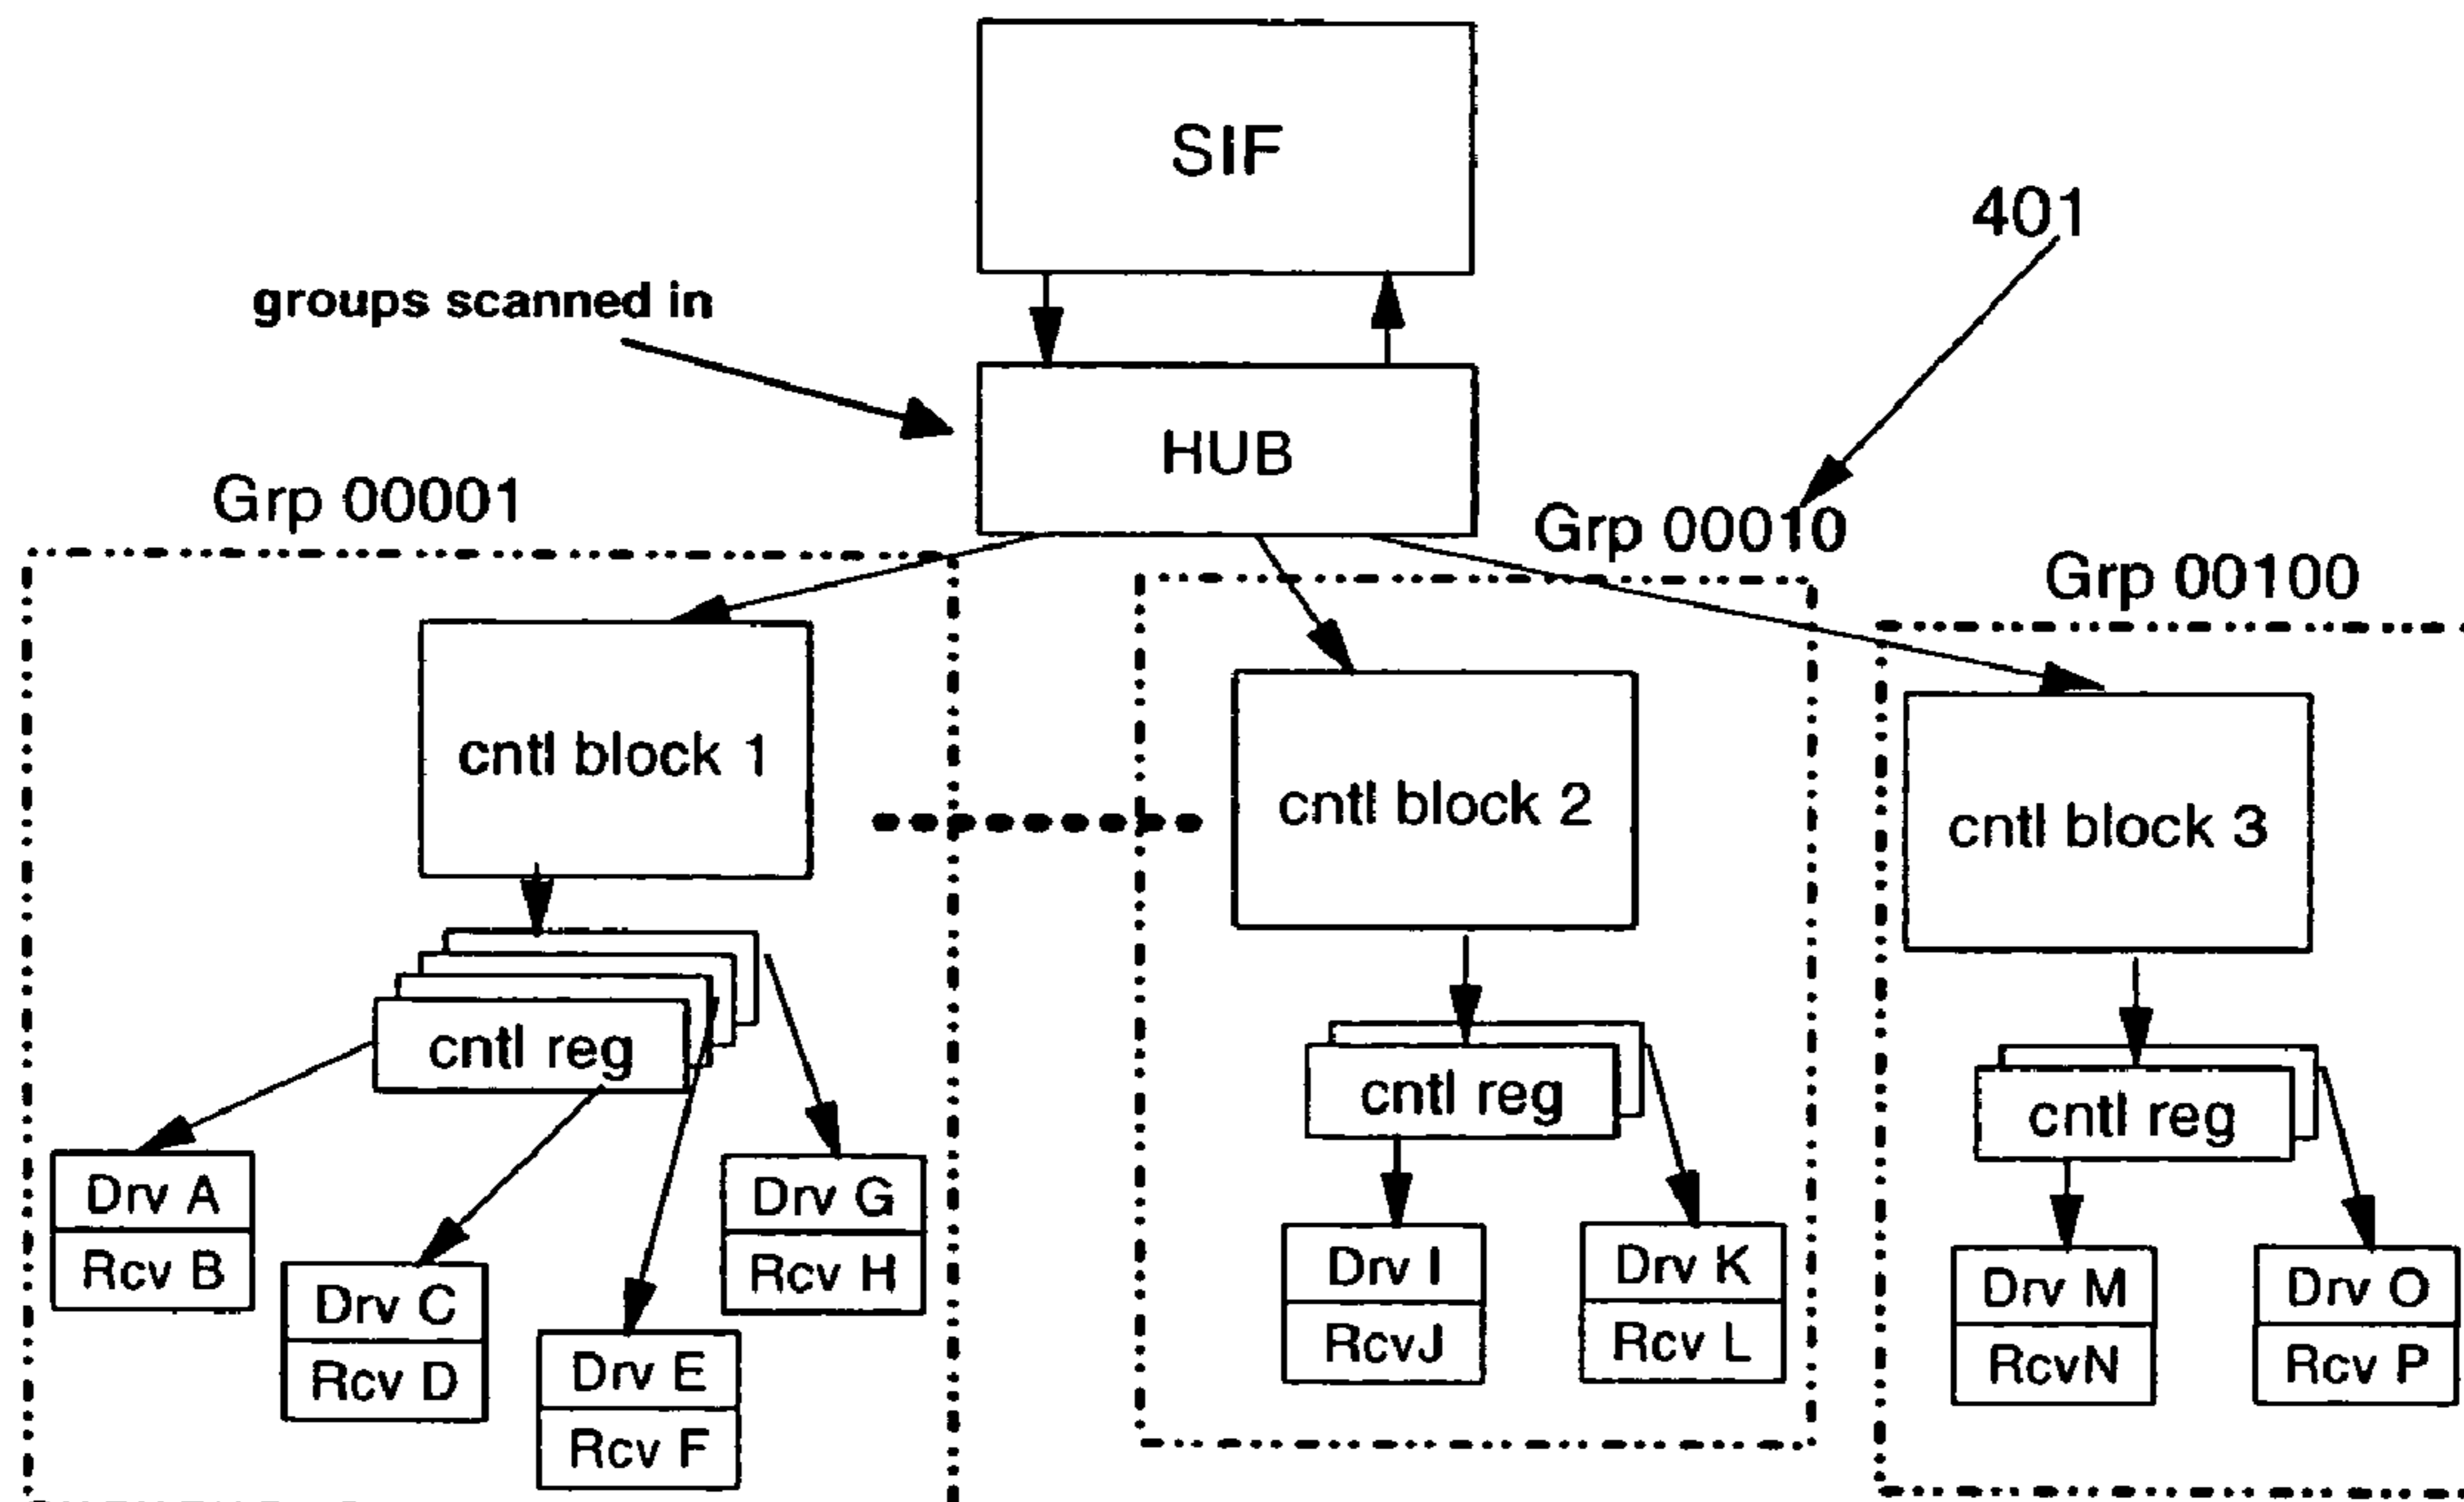 SIF
401
groups scanned in
HUB
Grp 00001
Grp 00010
Grp 00100
cntl block 1
cntl block 2
cntl block 3
cntl reg
cntl reg
cntl reg
Drv A
Rcv B
Drv C
Rcv D
Drv E
Rcv F
Drv G
Rcv H
Drv I
RcvJ
Drv K
Rcv L
Drv M
RcvN
Drv O
Rcv P